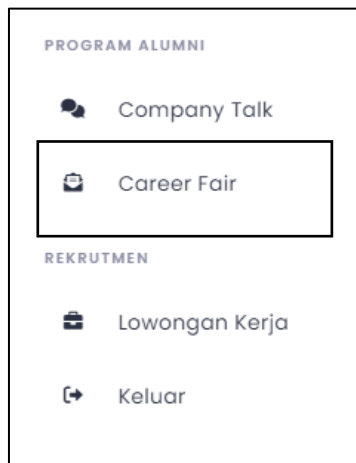 PROGRAM ALUMNI
Company Talk
Career Fair
REKRUTMEN
Lowongan Kerja
Keluar